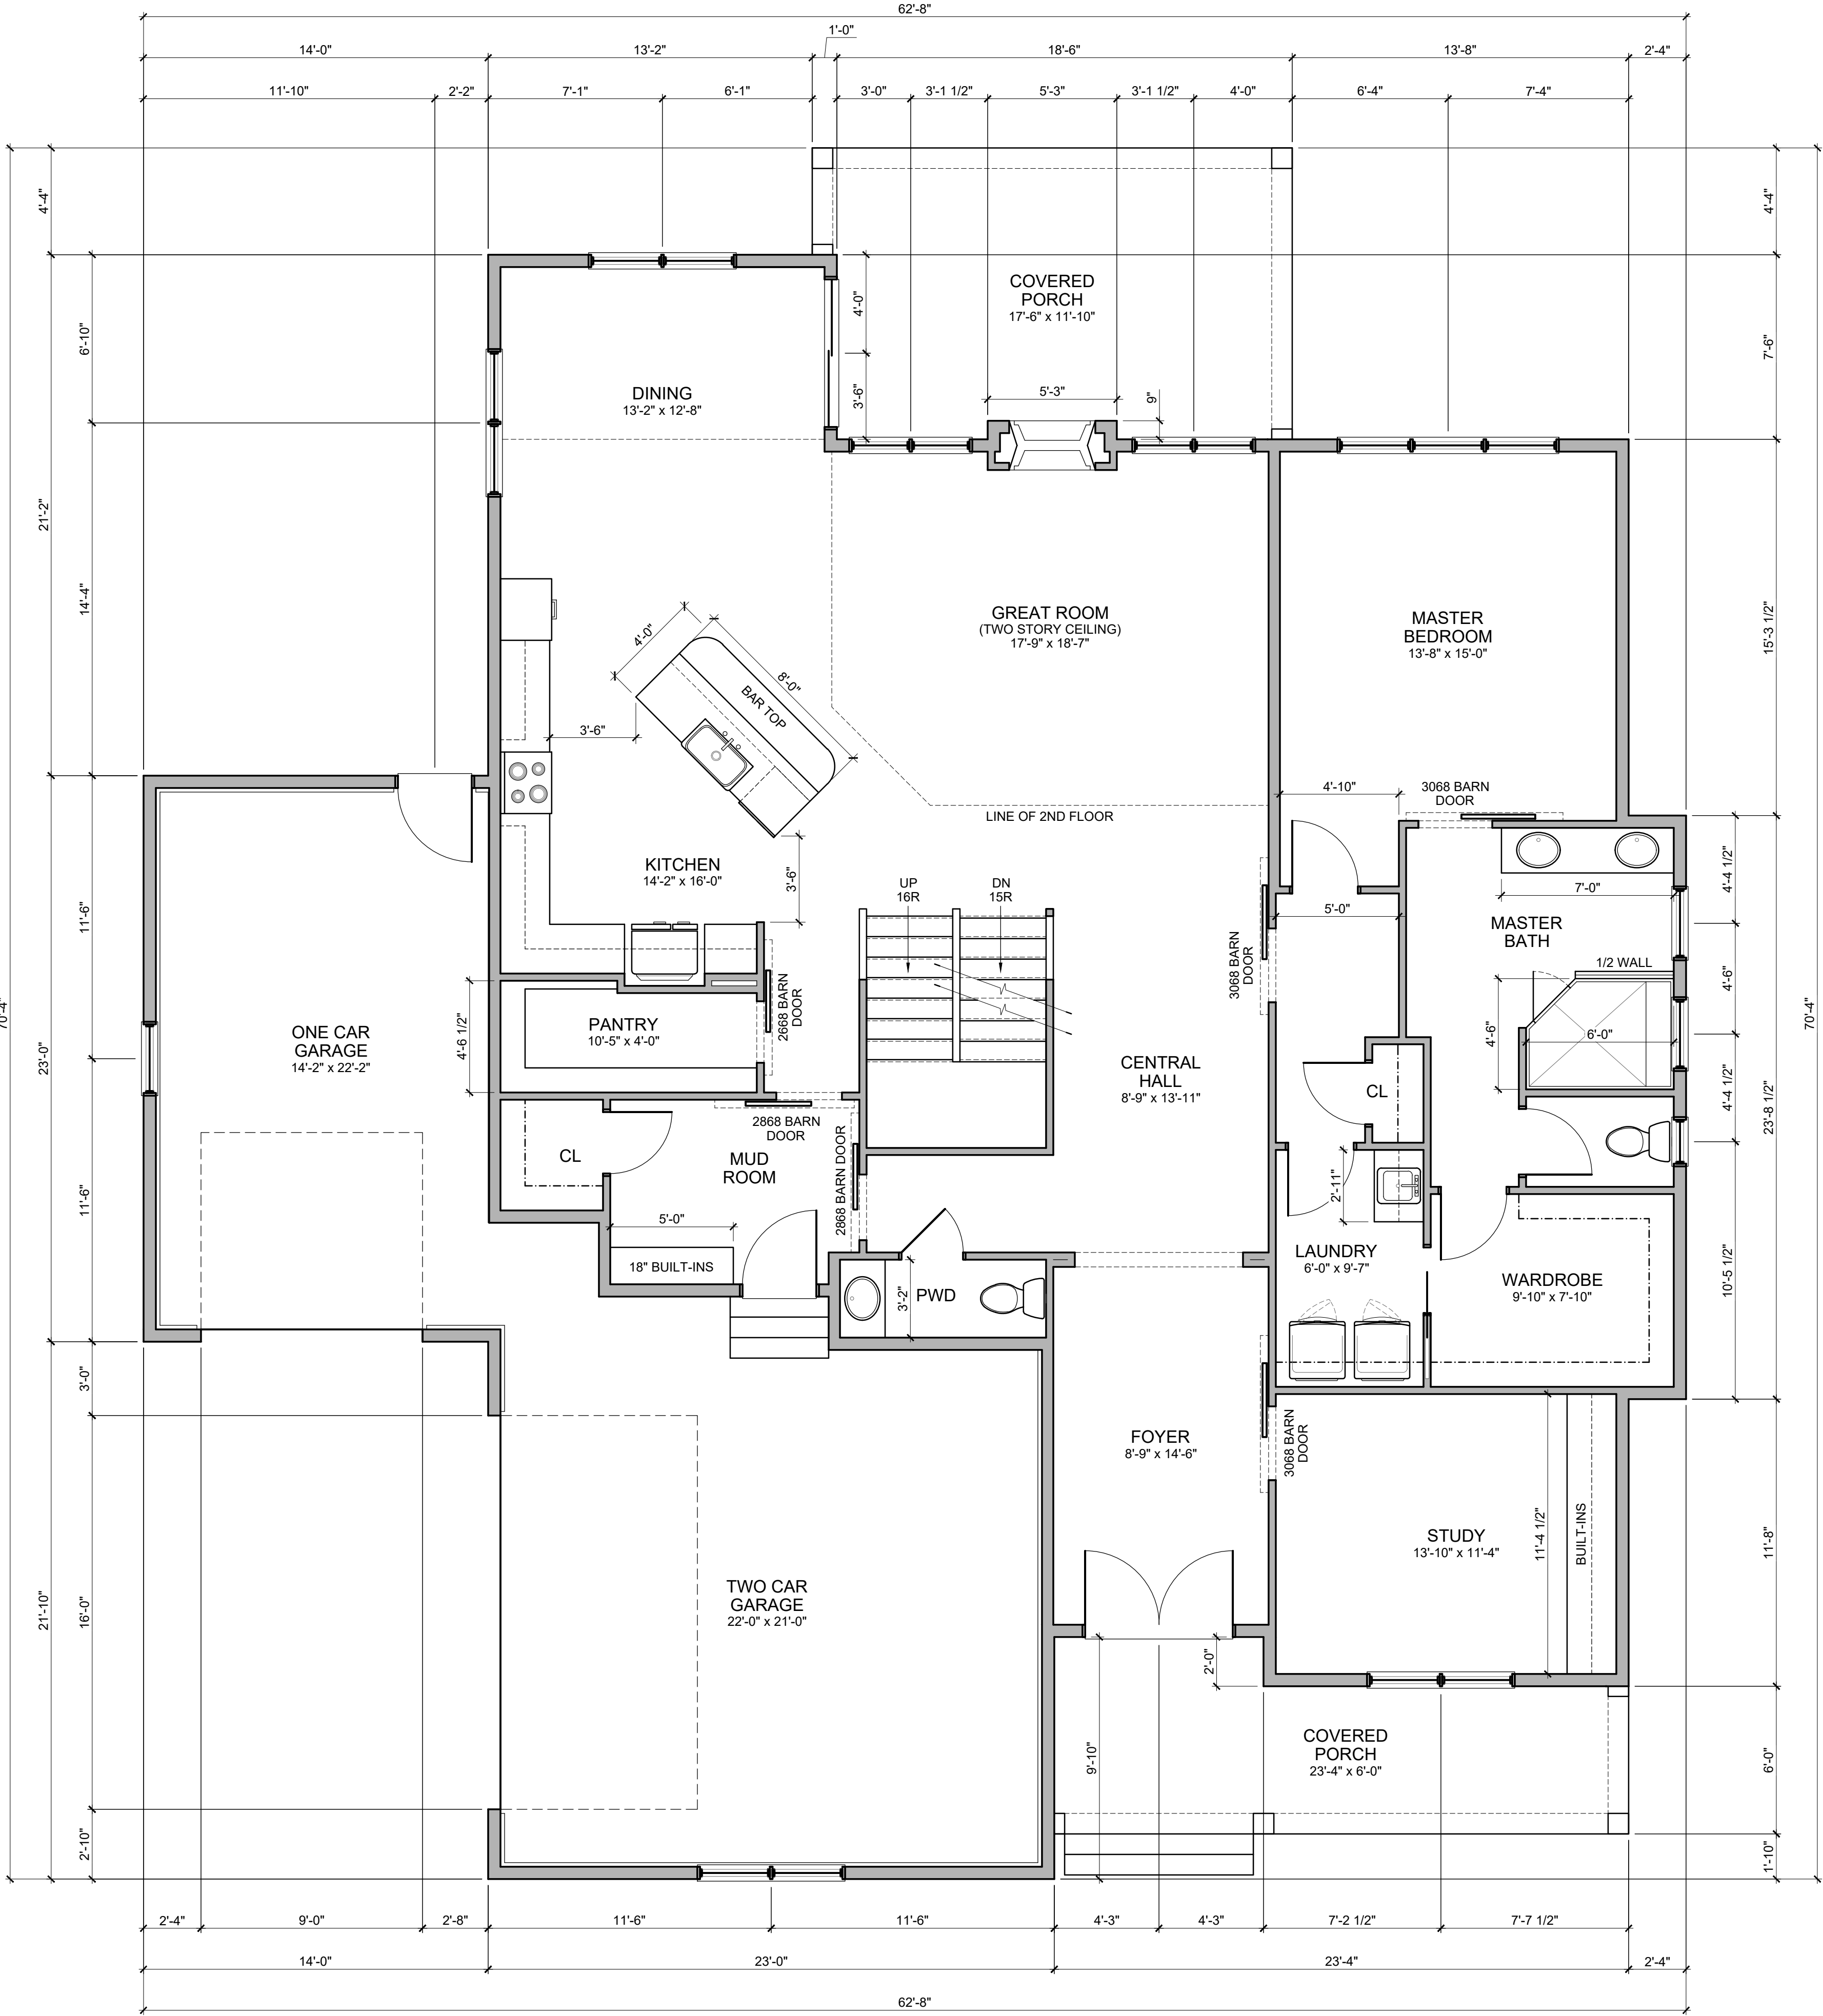 62'-8"
1'-0"
14'-0"
13'-2"
18'-6"
13'-8"
2'-4"
11'-10"
2'-2"
7'-1"
6'-1"
3'-0"
3'-1 1/2"
5'-3"
3'-1 1/2"
4'-0"
6'-4"
7'-4"
4'-4"
4'-4"
COVERED
PORCH
17'-6" x 11'-10"
4'-0"
6'-10"
7'-6"
DINING
13'-2" x 12'-8"
3'-6"
5'-3"
9"
21'-2"
14'-4"
GREAT ROOM
(TWO STORY CEILING)
17'-9" x 18'-7"
MASTER
BEDROOM
13'-8" x 15'-0"
15'-3 1/2"
4'-0"
8'-0"
BAR TOP
3'-6"
4'-10"
3068 BARN
DOOR
LINE OF 2ND FLOOR
KITCHEN
14'-2" x 16'-0"
3'-6"
UP
16R
DN
15R
4'-4 1/2"
7'-0"
5'-0"
MASTER
BATH
11'-6"
3068 BARN
DOOR
1/2 WALL
4'-6"
70'-4"
70'-4"
2668 BARN
DOOR
PANTRY
10'-5" x 4'-0"
4'-6 1/2"
ONE CAR
GARAGE
14'-2" x 22'-2"
23'-0"
4'-6"
6'-0"
CENTRAL
HALL
8'-9" x 13'-11"
CL
4'-4 1/2"
23'-8 1/2"
2868 BARN
DOOR
CL
MUD
ROOM
2868 BARN DOOR
2'-11"
11'-6"
5'-0"
18" BUILT-INS
LAUNDRY
6'-0" x 9'-7"
WARDROBE
9'-10" x 7'-10"
10'-5 1/2"
3'-2"
PWD
3'-0"
FOYER
8'-9" x 14'-6"
3068 BARN
DOOR
STUDY
13'-10" x 11'-4"
11'-4 1/2"
BUILT-INS
11'-8"
TWO CAR
GARAGE
22'-0" x 21'-0"
21'-10"
16'-0"
2'-0"
9'-10"
COVERED
PORCH
23'-4" x 6'-0"
6'-0"
2'-10"
1'-10"
2'-4"
9'-0"
2'-8"
11'-6"
11'-6"
4'-3"
4'-3"
7'-2 1/2"
7'-7 1/2"
14'-0"
23'-0"
23'-4"
2'-4"
62'-8"